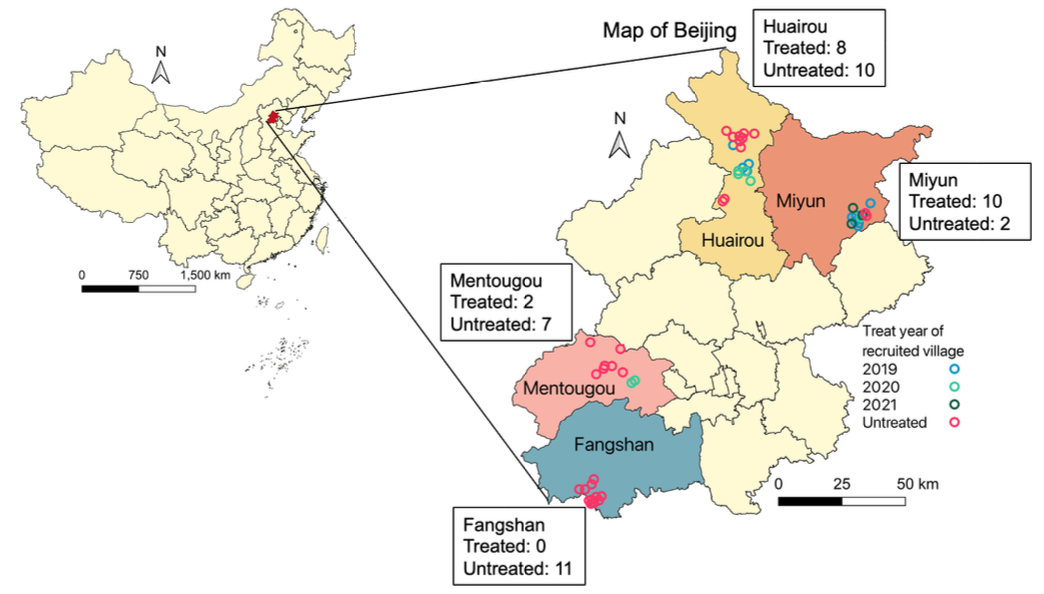 Map of Beijing
Huairou
Treated: 8
Untreated: 10
N
N
Miyun
Miyun
Treated: 10
Untreated: 2
Huairou
0 750 1,500 km
Mentougou
Treated: 2
Untreated: 7
Treat year of
recruited village
2019
2020
2021
Untreated
Mentougou
Fangshan
0 25 50 km
Fangshan
Treated: 0
Untreated: 11